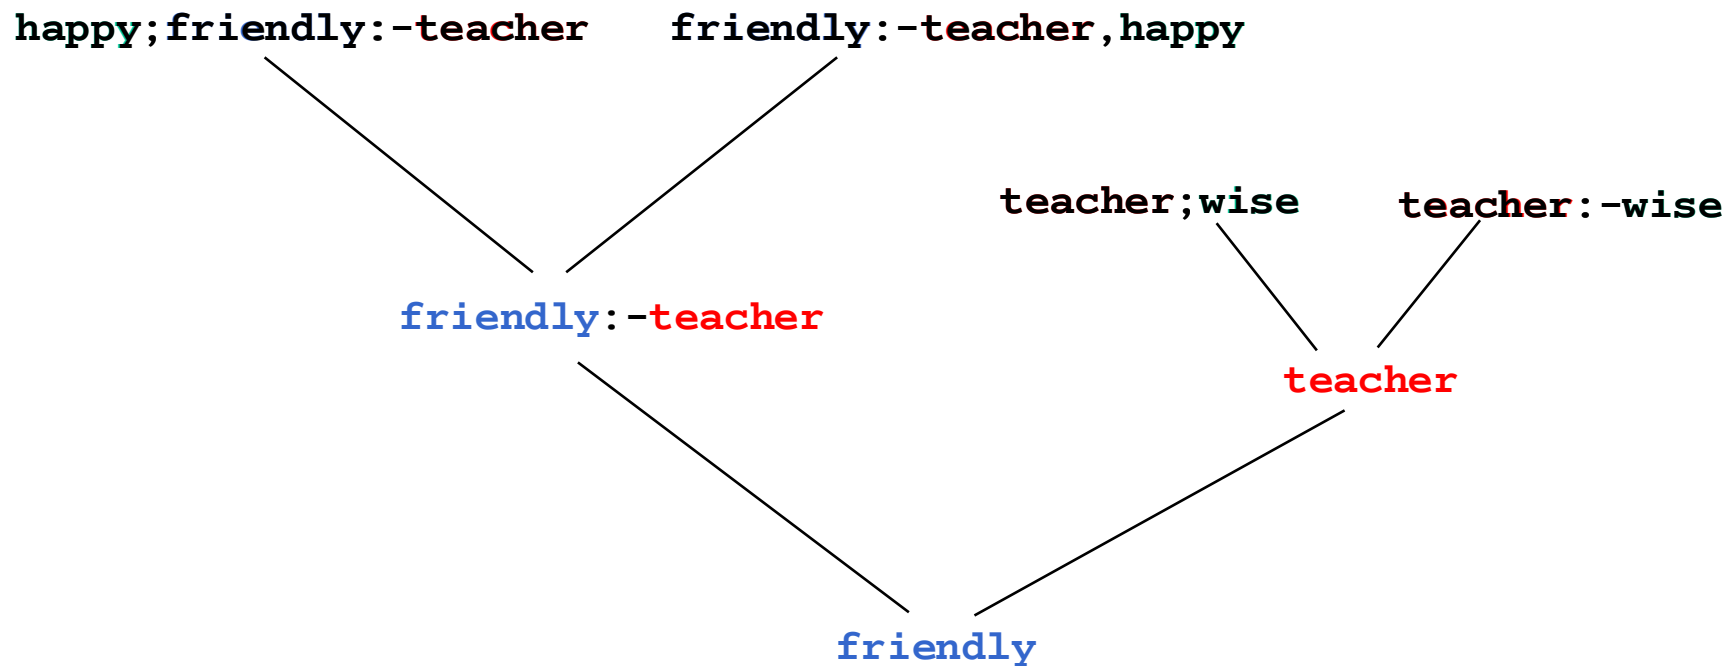 happy;friendly:-teacher
friendly:-teacher,happy
teacher;wise
teacher:-wise
friendly:-teacher
teacher
friendly